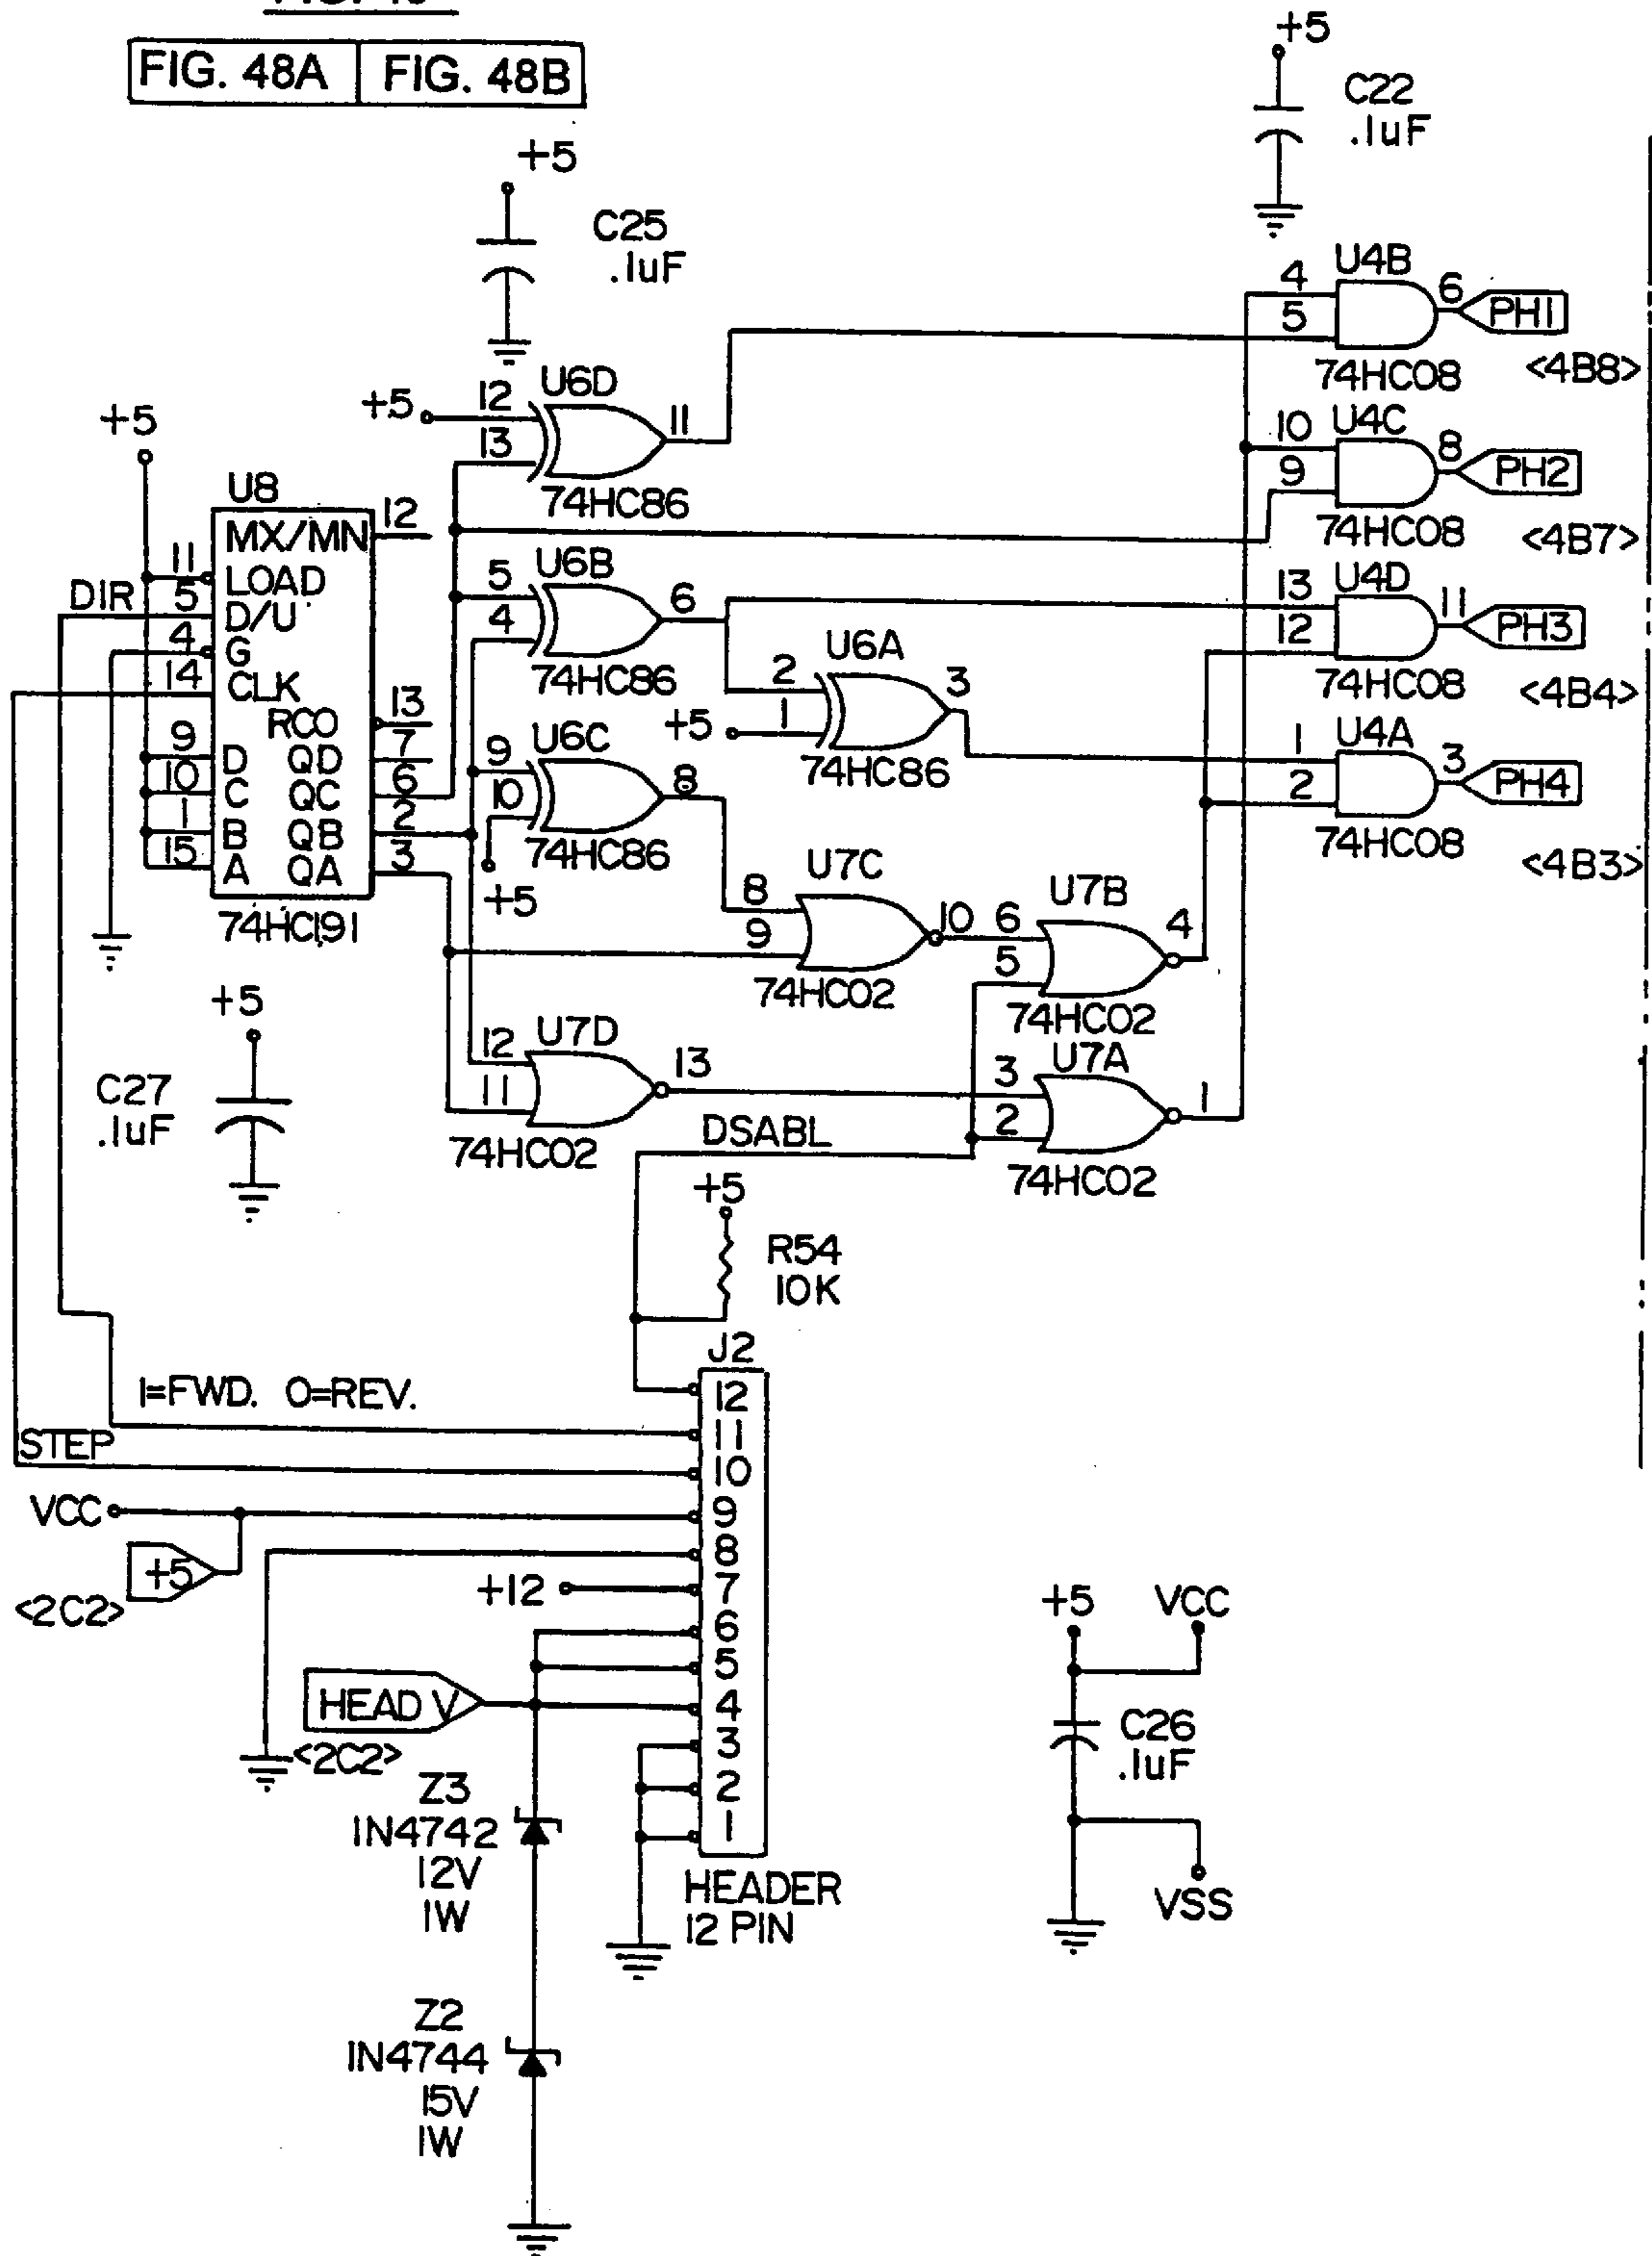 FIG. 48A FIG. 48B
+5
C22
.1uF
+5
C25
.1uF
U4B
4
5
6
PH1
74HC08
<4B8>
U6D
+5
12
13
11
74HC86
U4C
10
9
8
PH2
74HC08
<4B7>
+5
U8
MX/MN
12
11
LOAD
DIR
5
D/U
4
G
14
CLK
RCO
13
9
D
QD
7
10
C
QC
6
1
B
QB
2
15
A
QA
3
74HC191
U6B
5
4
6
74HC86
U4D
13
12
11
PH3
74HC08
<4B4>
U6A
2
1
+5
3
74HC86
U4A
1
2
3
PH4
74HC08
<4B3>
U6C
9
10
8
74HC86
+5
U7C
8
9
10
74HC02
U7B
6
5
4
74HC02
+5
C27
.1uF
U7D
12
11
13
74HC02
U7A
3
2
1
74HC02
DSABL
+5
R54
10K
J2
12
1=FWD. 0=REV.
11
STEP
10
VCC
9
+5
8
<2C2>
+12
7
6
5
HEAD V
4
<2C2>
3
2
1
HEADER
12 PIN
Z3
1N4742
12V
1W
Z2
1N4744
15V
1W
+5 VCC
C26
.1uF
VSS